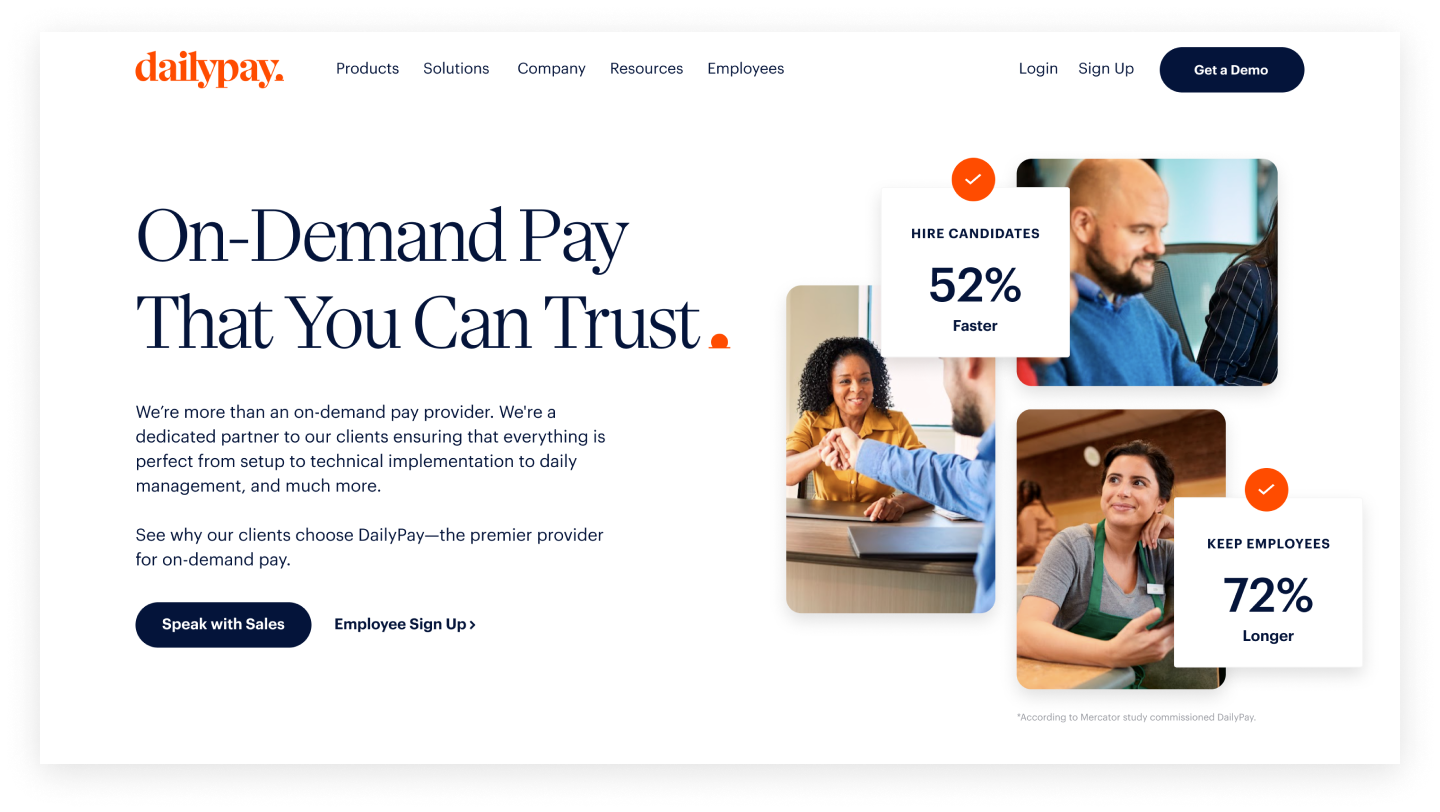 dailypay.
Products Solutions Company Resources Employees
Login Sign Up Get a Demo
On-Demand Pay
That You Can Trust.
We’re more than an on-demand pay provider. We're a
dedicated partner to our clients ensuring that everything is
perfect from setup to technical implementation to daily
management, and much more.
See why our clients choose DailyPay—the premier provider
for on-demand pay.
Speak with Sales Employee Sign Up ›
HIRE CANDIDATES
52%
Faster
KEEP EMPLOYEES
72%
Longer
*According to Mercator study commissioned DailyPay.